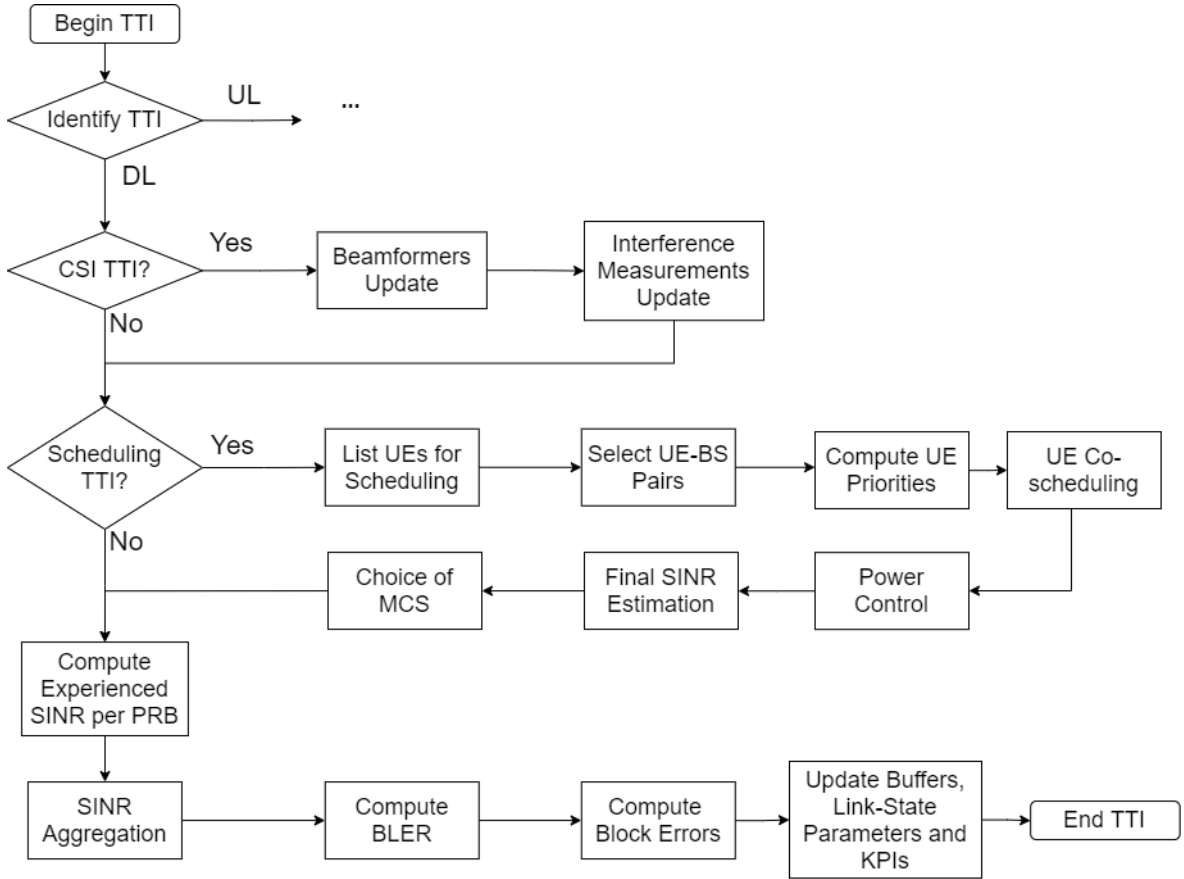 Begin TTI
Identify TTI
UL
...
DL
CSI TTI?
Yes
Beamformers
Update
Interference
Measurements
Update
No
Scheduling
TTI?
Yes
List UEs for
Scheduling
Select UE-BS
Pairs
Compute UE
Priorities
UE Co-
scheduling
No
Choice of
MCS
Final SINR
Estimation
Power
Control
Compute
Experienced
SINR per PRB
SINR
Aggregation
Compute
BLER
Compute
Block Errors
Update Buffers,
Link-State
Parameters and
KPIs
End TTI